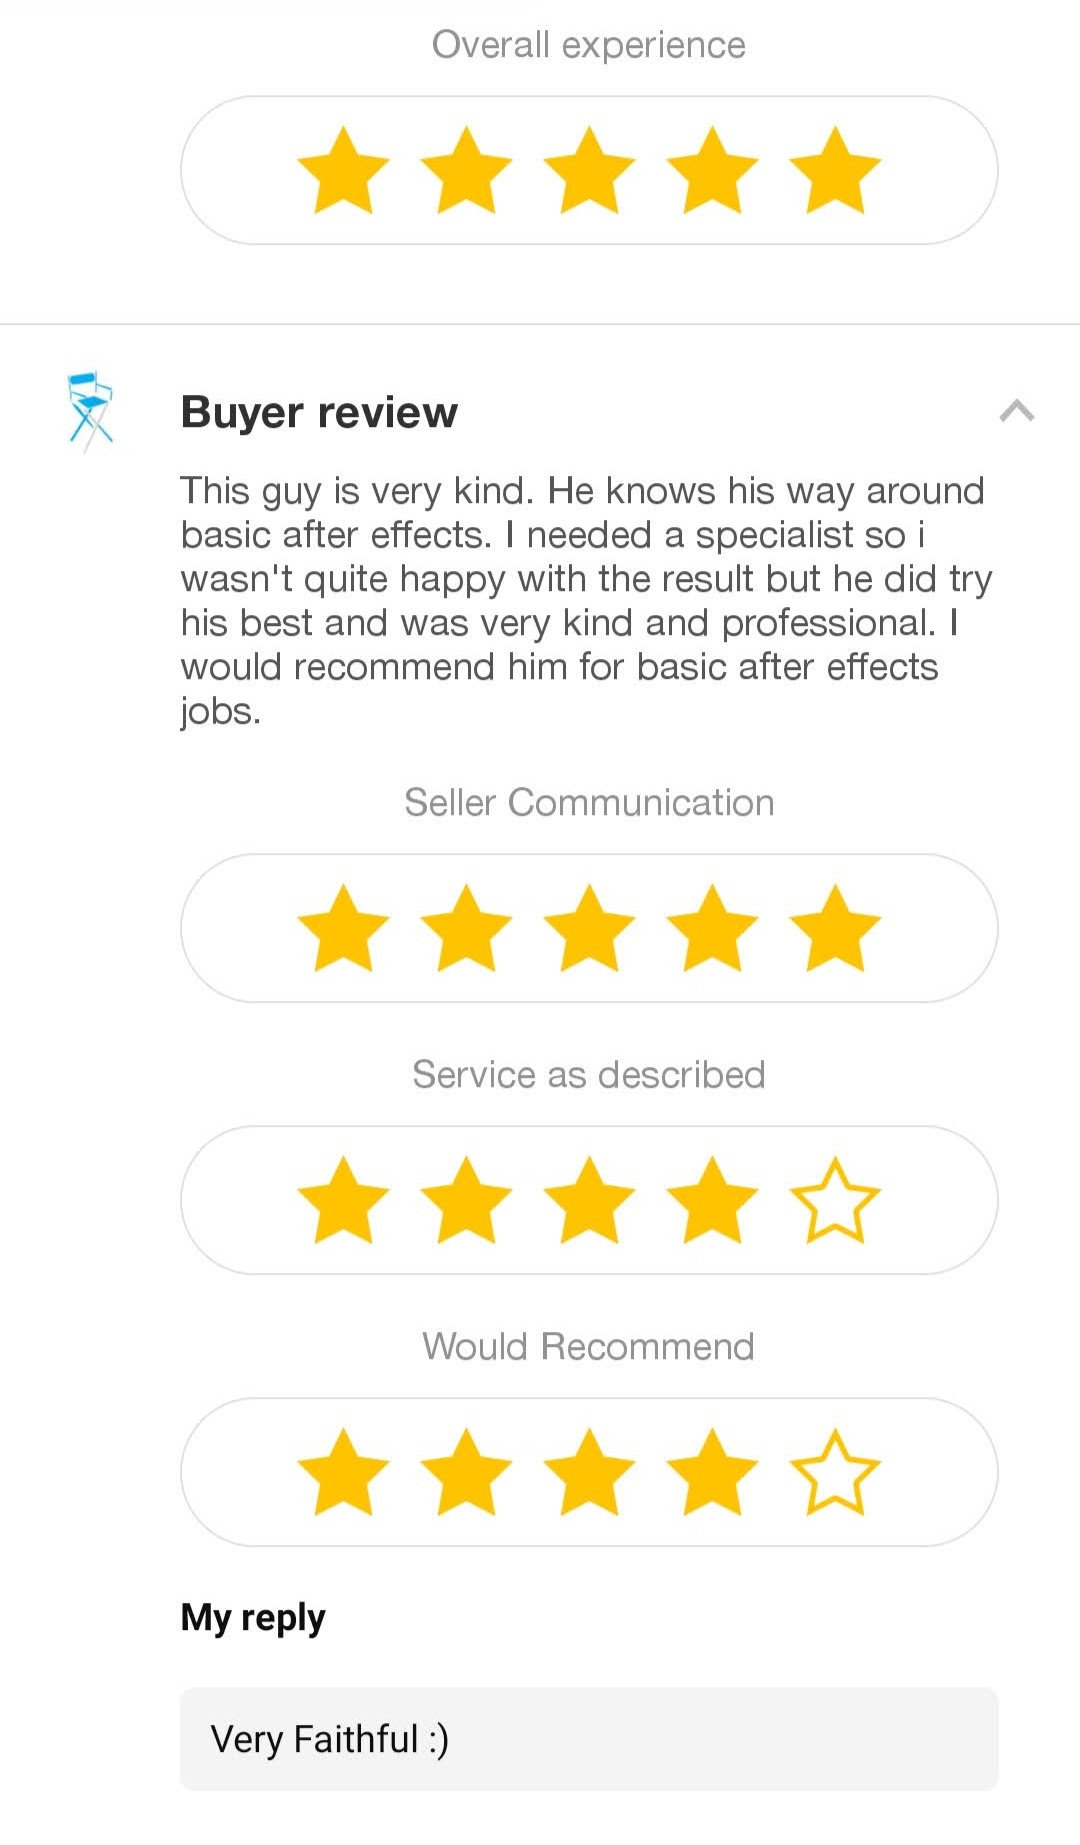 Overall experience
Buyer review
This guy is very kind. He knows his way around
basic after effects. I needed a specialist so i
wasn't quite happy with the result but he did try
his best and was very kind and professional. I
would recommend him for basic after effects
jobs.
Seller Communication
Service as described
Would Recommend
My reply
Very Faithful :)